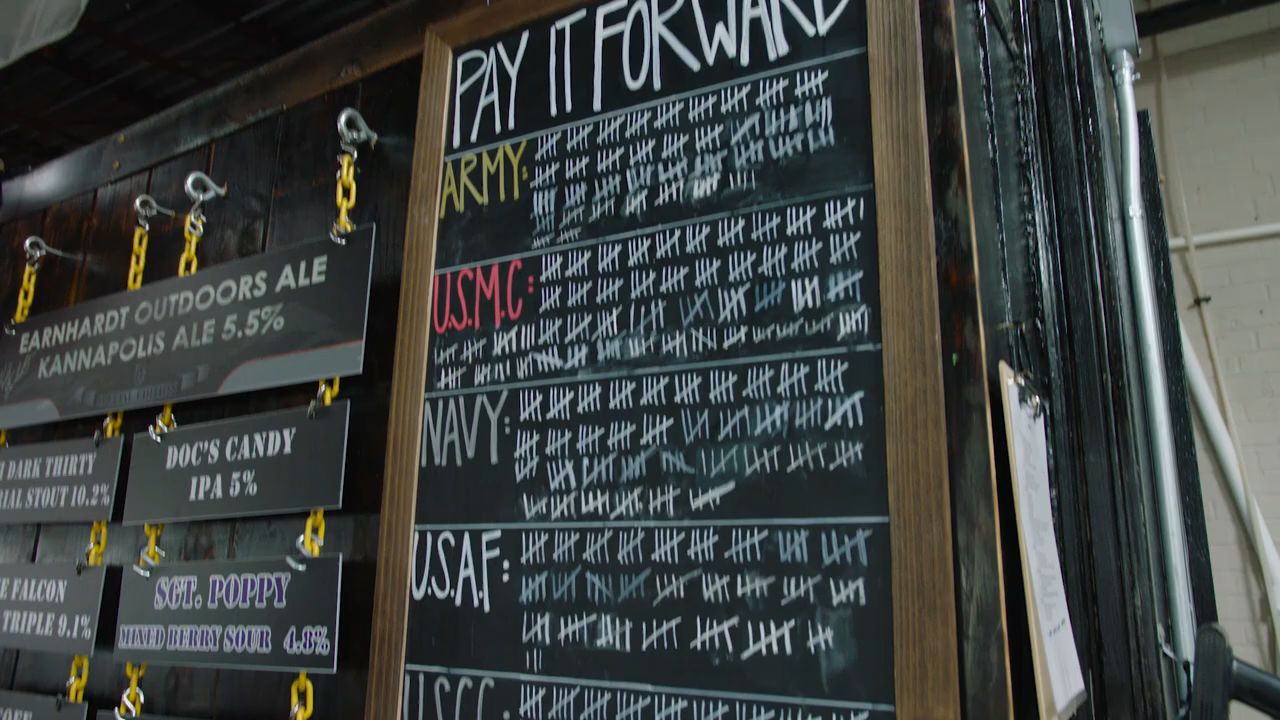 PAY IT FORWARD
ARMY:
U.S.M.C:
NAVY:
U.S.A.F:
U.S.C.G
EARNHARDT OUTDOORS ALE
KANNAPOLIS ALE 5.5%
DARK THIRTY
STOUT 10.2%
DOC'S CANDY
IPA 5%
FALCON
TRIPLE 9.1%
SGT. POPPY
MIXED BERRY SOUR 4.8%